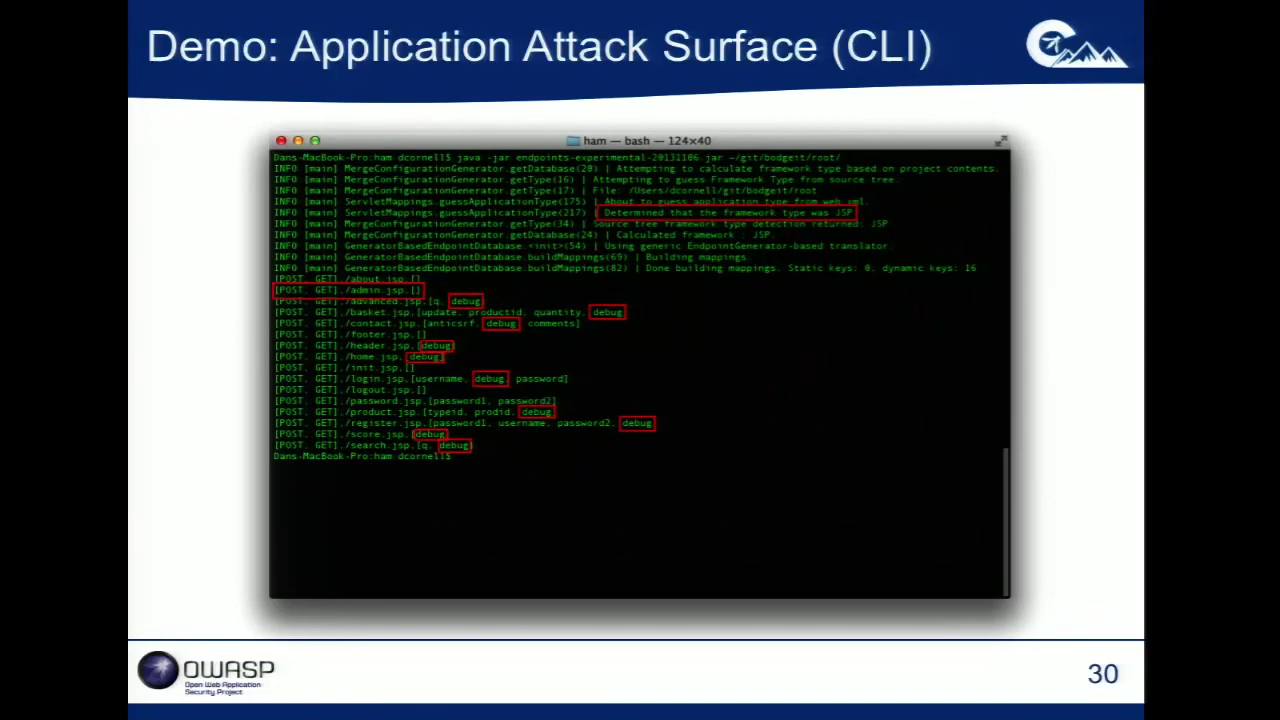 Demo: Application Attack Surface (CLI)
ham — bash — 124×40
Dans-MacBook-Pro:ham dcornell$ java -jar endpoints-experimental-20131106.jar ~/git/bodgeit/root/
INFO [main] MergeConfigurationGenerator.getDatabase(20) | Attempting to calculate framework type based on project contents.
INFO [main] MergeConfigurationGenerator.getType(16) | Attempting to guess Framework Type from source tree.
INFO [main] MergeConfigurationGenerator.getType(17) | File: /Users/dcornell/git/bodgeit/root
INFO [main] ServletMappings.guessApplicationType(175) | About to guess application type from web.xml.
INFO [main] ServletMappings.guessApplicationType(217) | Determined that the framework type was JSP
INFO [main] MergeConfigurationGenerator.getType(34) | Source tree framework type detection returned: JSP
INFO [main] MergeConfigurationGenerator.getDatabase(24) | Calculated framework : JSP.
INFO [main] GeneratorBasedEndpointDatabase.<init>(54) | Using generic EndpointGenerator-based translator.
INFO [main] GeneratorBasedEndpointDatabase.buildMappings(69) | Building mappings.
INFO [main] GeneratorBasedEndpointDatabase.buildMappings(82) | Done building mappings. Static keys: 0, dynamic keys: 16
[POST, GET],/about.jsp,[]
[POST, GET],/admin.jsp,[]
[POST, GET],/advanced.jsp,[q, debug]
[POST, GET],/basket.jsp,[update, productid, quantity, debug]
[POST, GET],/contact.jsp,[anticsrf, debug, comments]
[POST, GET],/footer.jsp,[]
[POST, GET],/header.jsp,[debug]
[POST, GET],/home.jsp,[debug]
[POST, GET],/init.jsp,[]
[POST, GET],/login.jsp,[username, debug, password]
[POST, GET],/logout.jsp,[]
[POST, GET],/password.jsp,[password1, password2]
[POST, GET],/product.jsp,[typeid, prodid, debug]
[POST, GET],/register.jsp,[password1, username, password2, debug]
[POST, GET],/score.jsp,[debug]
[POST, GET],/search.jsp,[q, debug]
Dans-MacBook-Pro:ham dcornell$
OWASP
Open Web Application
Security Project
30